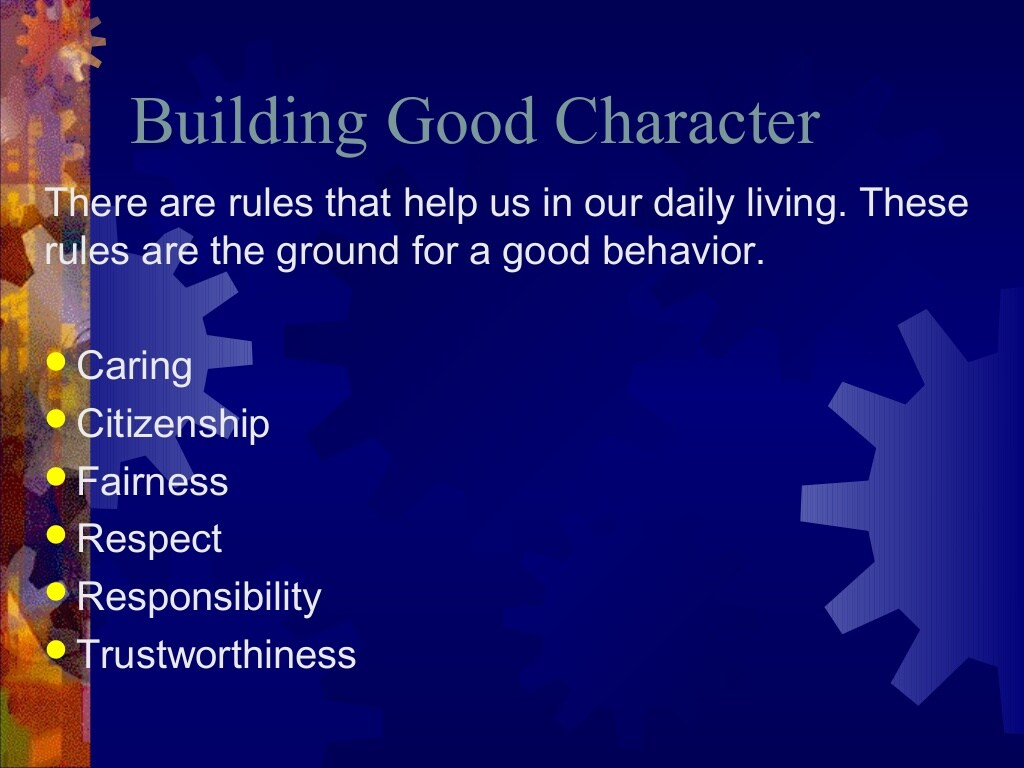 Building Good Character
There are rules that help us in our daily living. These
rules are the ground for a good behavior.
Caring
Citizenship
Fairness
Respect
Responsibility
Trustworthiness